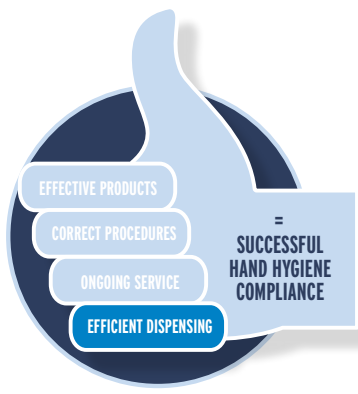 EFFECTIVE PRODUCTS
CORRECT PROCEDURES
ONGOING SERVICE
EFFICIENT DISPENSING
=
SUCCESSFUL
HAND HYGIENE
COMPLIANCE